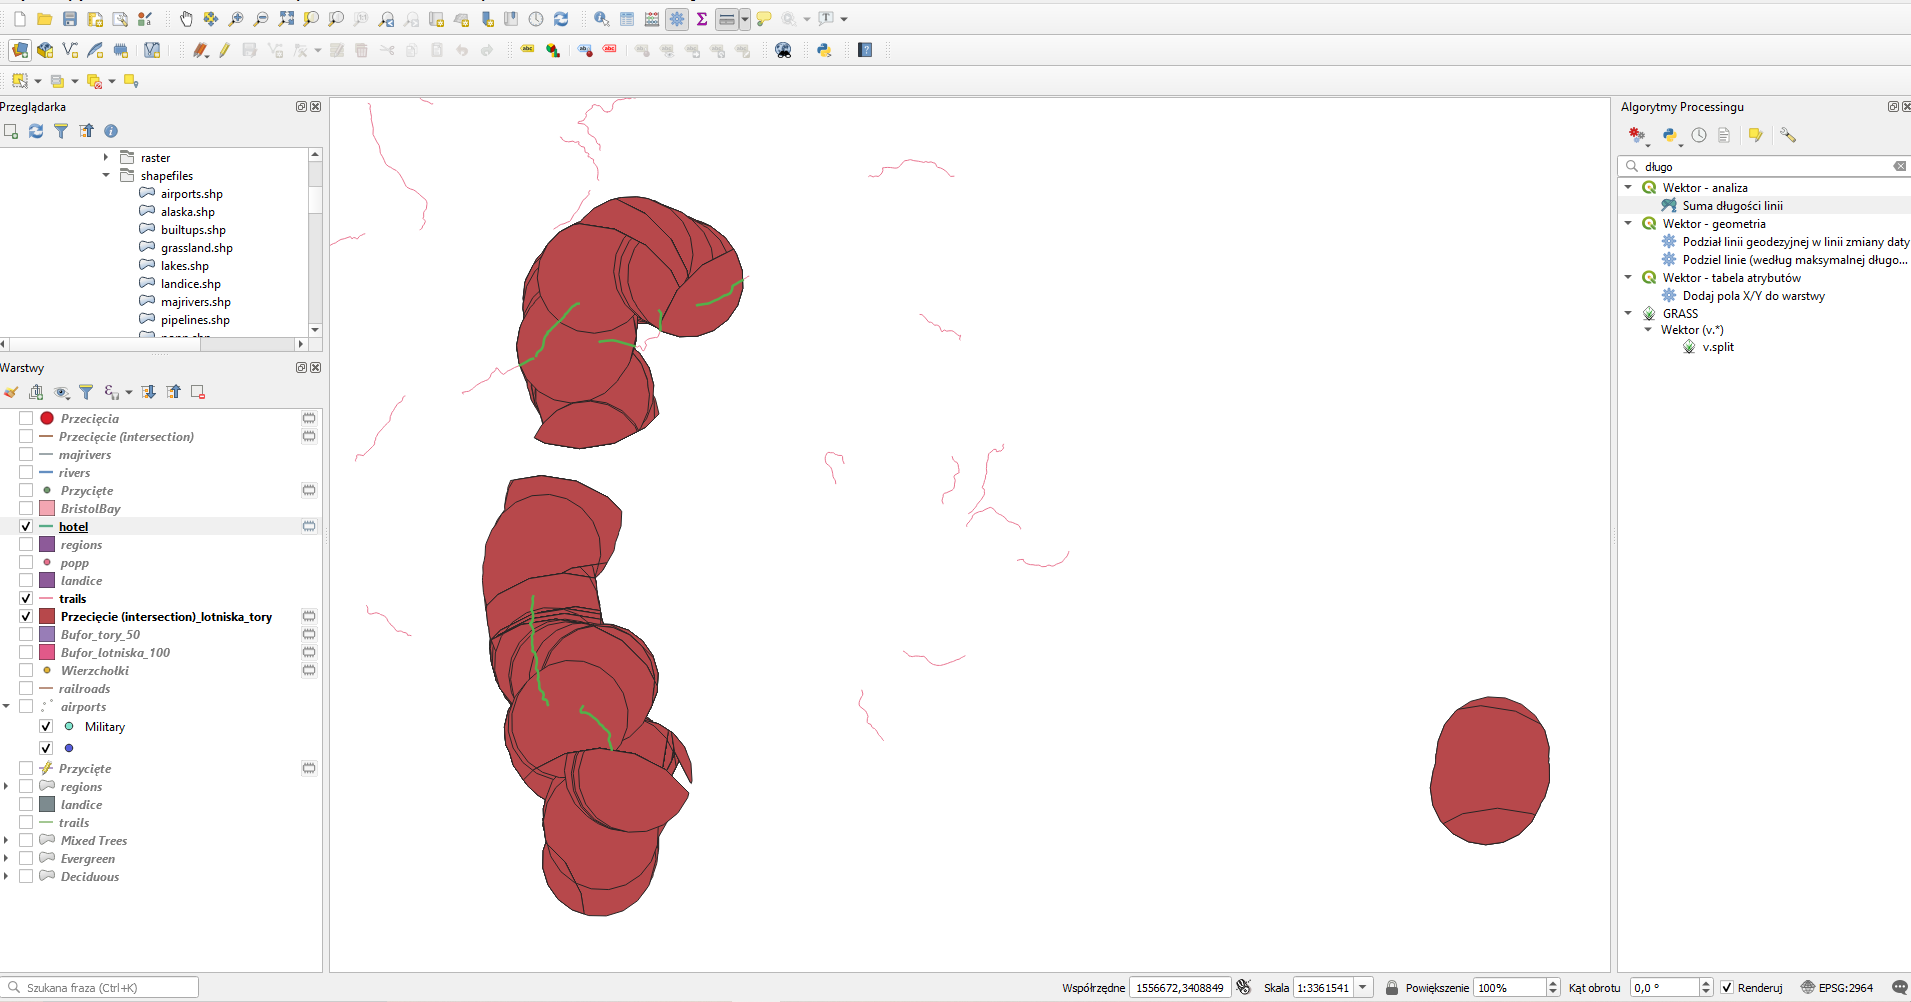 Przeglądarka
raster
shapefiles
airports.shp
alaska.shp
builtups.shp
grassland.shp
lakes.shp
landice.shp
majrivers.shp
pipelines.shp
Warstwy
Przecięcia
Przecięcie (intersection)
majrivers
rivers
Przycięte
BristolBay
hotel
regions
popp
landice
trails
Przecięcie (intersection)_lotniska_tory
Bufor_tory_50
Bufor_lotniska_100
Wierzchołki
railroads
airports
Military
Przycięte
regions
landice
trails
Mixed Trees
Evergreen
Deciduous
Algorytmy Processingu
długo
Wektor - analiza
Suma długości linii
Wektor - geometria
Podział linii geodezyjnej w linii zmiany daty
Podziel linie (według maksymalnej długo...
Wektor - tabela atrybutów
Dodaj pola X/Y do warstwy
GRASS
Wektor (v.*)
v.split
Szukana fraza (Ctrl+K)
Współrzędne 1556672,3408849 Skala 1:3361541 Powiększenie 100% Kąt obrotu 0,0 ° Renderuj EPSG:2964